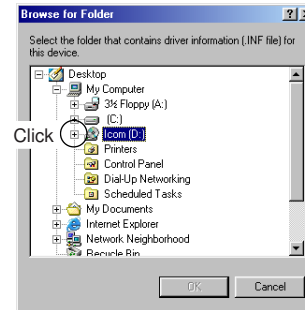 Browse for Folder
Select the folder that contains driver information (.INF file) for
this device.
Desktop
My Computer
3½ Floppy (A:)
(C:)
Click
Icom (D:)
Printers
Control Panel
Dial-Up Networking
Scheduled Tasks
My Documents
Internet Explorer
Network Neighborhood
Recycle Bin
OK
Cancel